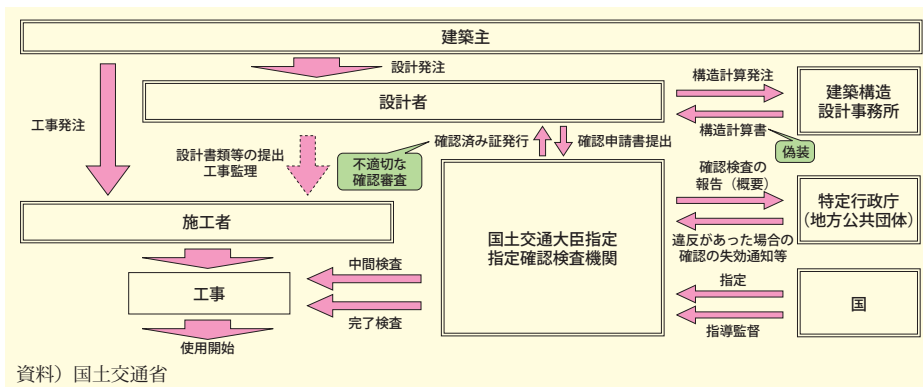 建築主
設計発注
工事発注
設計者
構造計算発注
構造計算書
建築構造
設計事務所
偽装
設計書類等の提出
工事監理
不適切な
確認審査
確認済み証発行
確認申請書提出
施工者
国土交通大臣指定
指定確認検査機関
確認検査の
報告（概要）
特定行政庁
（地方公共団体）
違反があった場合の
確認の失効通知等
工事
中間検査
完了検査
指定
指導監督
国
使用開始
資料）国土交通省